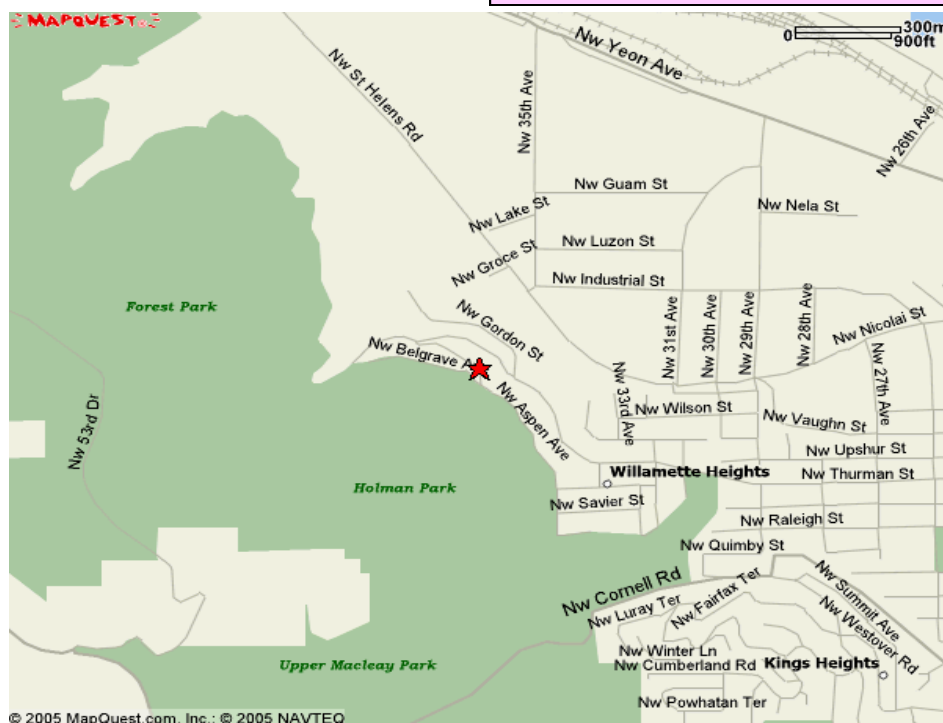 MAPQUEST
300m
0
900ft
Nw Yeon Ave
Nw St Helens Rd
Nw 35th Ave
Nw 26th Ave
Nw Guam St
Nw Lake St
Nw Nela St
Nw Luzon St
Nw Groce St
Nw Industrial St
Forest Park
Nw Gordon St
Nw 31st Ave
Nw 30th Ave
Nw 29th Ave
Nw 28th Ave
Nw Nicolai St
Nw Belgrave A
Nw 27th Ave
Nw Aspen Ave
Nw 33rd Ave
Nw Wilson St
Nw Vaughn St
Nw 53rd Dr
Nw Upshur St
Willamette Heights
Nw Thurman St
Holman Park
Nw Savier St
Nw Raleigh St
Nw Quimby St
Nw Cornell Rd
Nw Fairfax Ter
Nw Summit Ave
Nw Luray Ter
Nw Westover Rd
Nw Winter Ln
Upper Macleay Park
Nw Cumberland Rd
Kings Heights
Nw Powhatan Ter
© 2005 MapQuest.com, Inc.; © 2005 NAVTEQ